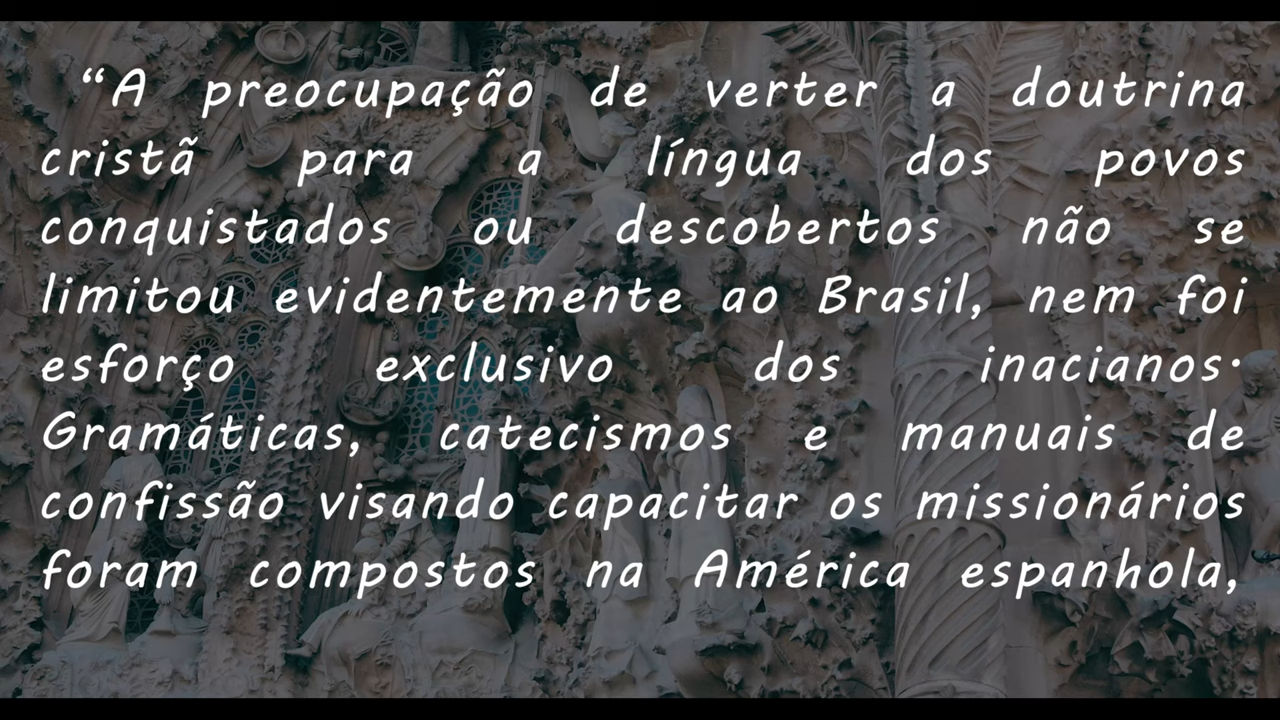 “A preocupação de verter a doutrina
cristã para a língua dos povos
conquistados ou descobertos não se
limitou evidentemente ao Brasil, nem foi
esforço exclusivo dos inacianos·
Gramáticas, catecismos e manuais de
confissão visando capacitar os missionários
foram compostos na América espanhola,